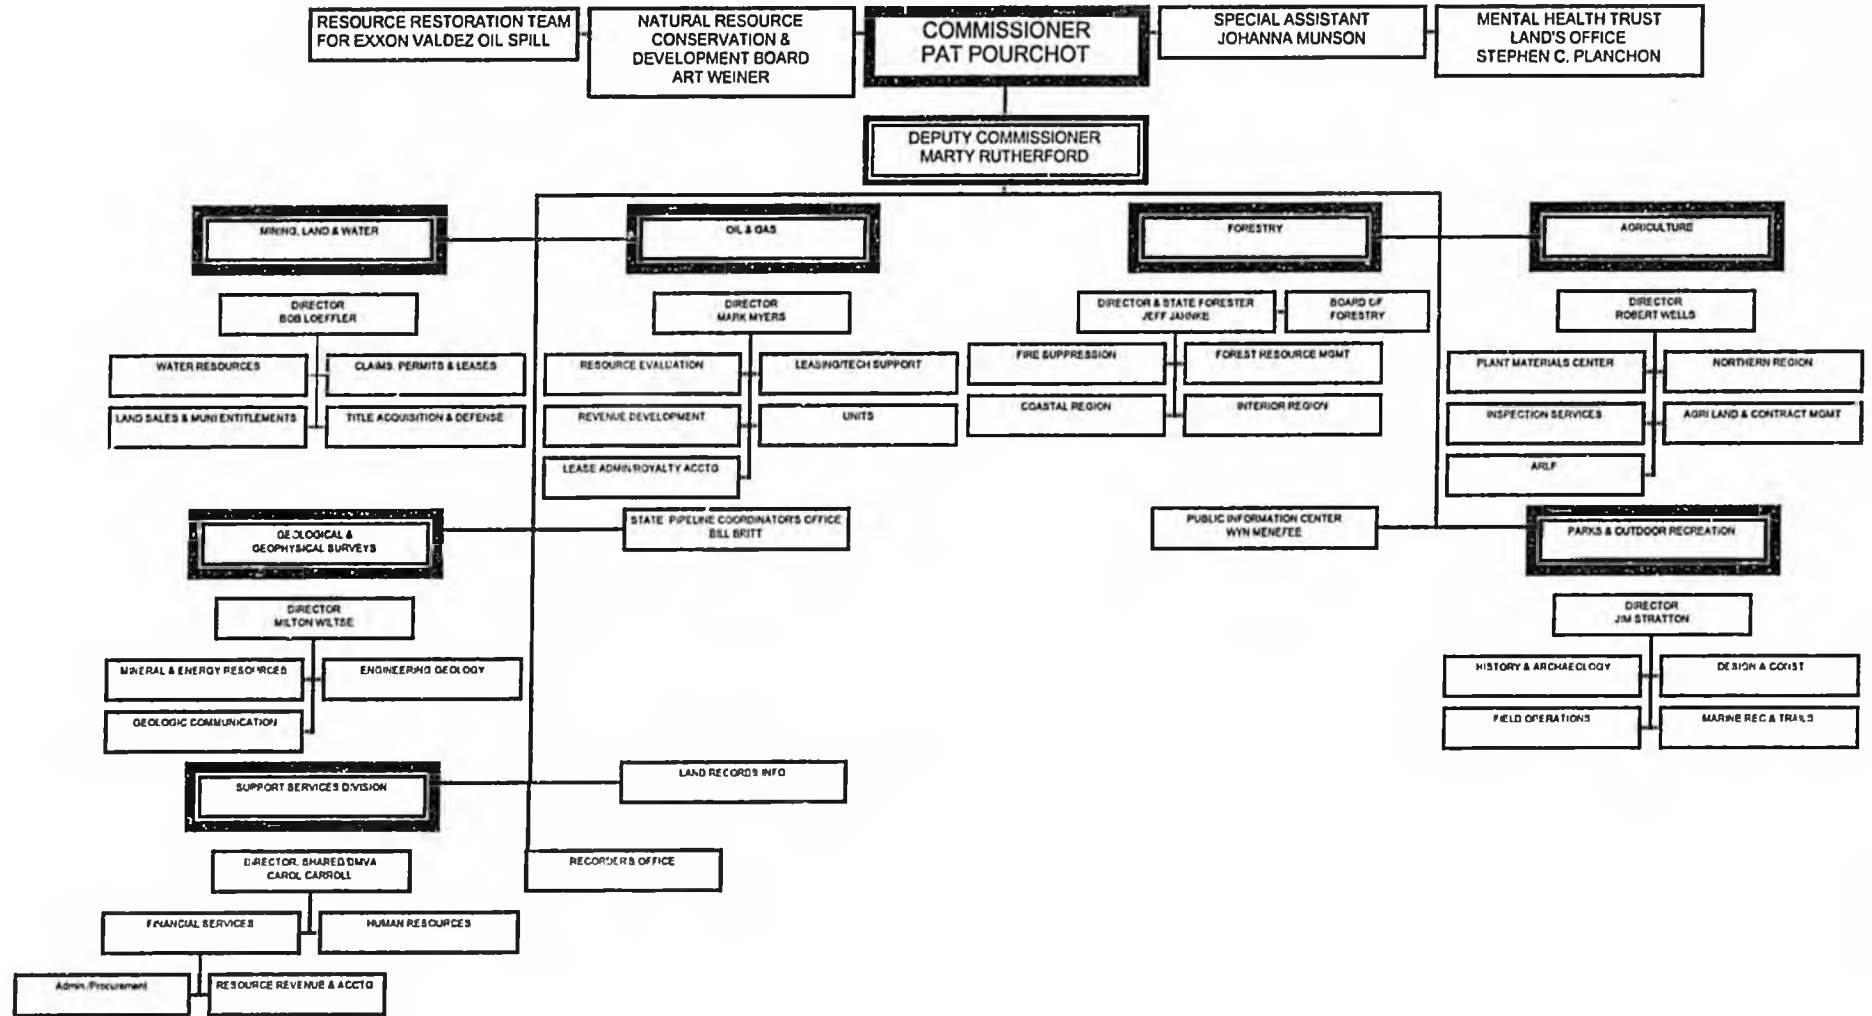 RESOURCE RESTORATION TEAM
FOR EXXON VALDEZ OIL SPILL
NATURAL RESOURCE
CONSERVATION &
DEVELOPMENT BOARD
ART WEINER
COMMISSIONER
PAT POURCHOT
SPECIAL ASSISTANT
JOHANNA MUNSON
MENTAL HEALTH TRUST
LAND'S OFFICE
STEPHEN C. PLANCHON
DEPUTY COMMISSIONER
MARTY RUTHERFORD
MINING, LAND & WATER
OIL & GAS
FORESTRY
AGRICULTURE
DIRECTOR
BOB LOEFFLER
DIRECTOR
MARK MYERS
DIRECTOR & STATE FORESTER
JEFF JAHNKE
BOARD OF
FORESTRY
DIRECTOR
ROBERT WELLS
WATER RESOURCES
CLAIMS, PERMITS & LEASES
RESOURCE EVALUATION
LEASING/TECH SUPPORT
FIRE SUPPRESSION
FOREST RESOURCE MGMT
PLANT MATERIALS CENTER
NORTHERN REGION
LAND SALES & MUNI ENTITLEMENTS
TITLE ACQUISITION & DEFENSE
REVENUE DEVELOPMENT
UNITS
COASTAL REGION
INTERIOR REGION
INSPECTION SERVICES
AGRI LAND & CONTRACT MGMT
LEASE ADMIN/ROYALTY ACCTG
ARLF
GEOLOGICAL &
GEOPHYSICAL SURVEYS
STATE PIPELINE COORDINATOR'S OFFICE
BILL BRITT
PUBLIC INFORMATION CENTER
WYN MENEFEE
PARKS & OUTDOOR RECREATION
DIRECTOR
MILTON WILTSE
DIRECTOR
JIM STRATTON
MINERAL & ENERGY RESOURCES
ENGINEERING GEOLOGY
HISTORY & ARCHAEOLOGY
DESIGN & CONST
GEOLOGIC COMMUNICATION
FIELD OPERATIONS
MARINE REC & TRAILS
SUPPORT SERVICES DIVISION
LAND RECORDS INFO
DIRECTOR, SHARED/DMVA
CAROL CARROLL
RECORDER'S OFFICE
FINANCIAL SERVICES
HUMAN RESOURCES
Admin./Procurement
RESOURCE REVENUE & ACCTG